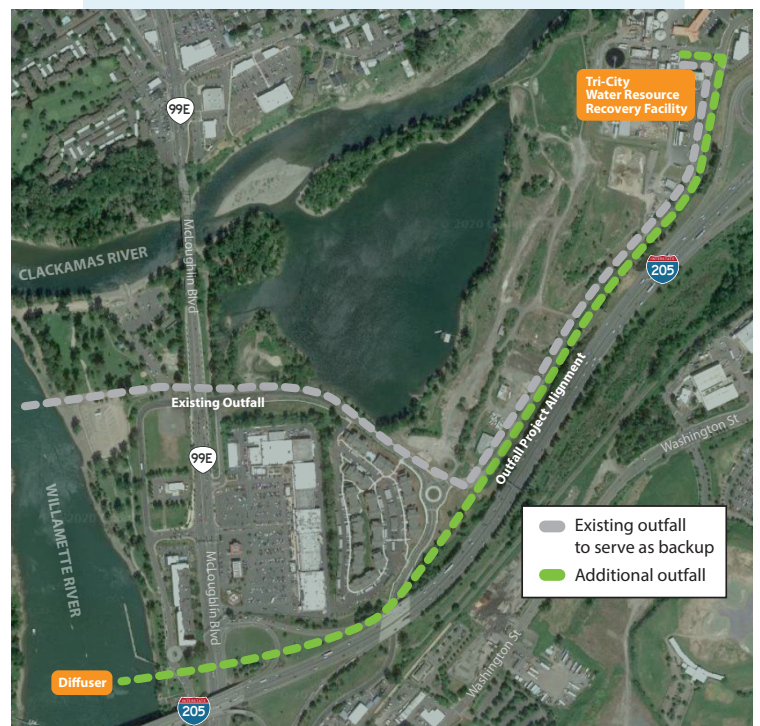 Tri-City
Water Resource
Recovery Facility
99E
McLoughlin Blvd
CLACKAMAS RIVER
205
Outfall Project Alignment
Existing Outfall
Washington St
99E
WILLAMETTE RIVER
McLoughlin Blvd
Existing outfall
to serve as backup
Additional outfall
Washington St
Diffuser
205